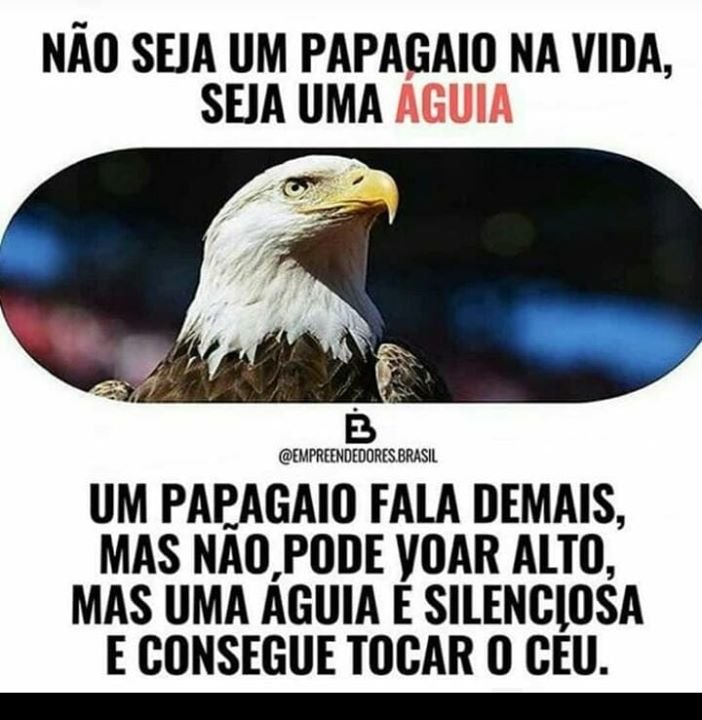 NÃO SEJA UM PAPAGAIO NA VIDA,
SEJA UMA ÁGUIA
EB
@EMPREENDEDORES.BRASIL
UM PAPAGAIO FALA DEMAIS,
MAS NÃO PODE VOAR ALTO,
MAS UMA ÁGUIA É SILENCIOSA
E CONSEGUE TOCAR O CÉU.